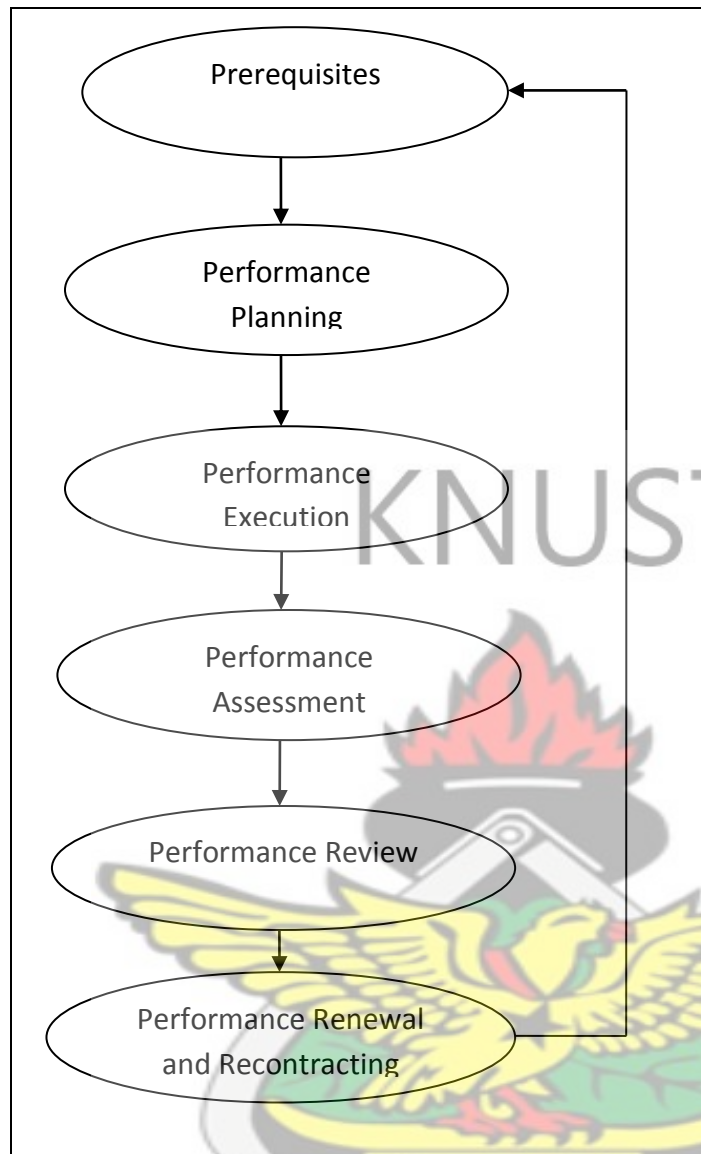 Prerequisites
Performance
Planning
Performance
Execution
KNUST
Performance
Assessment
Performance Review
Performance Renewal
and Recontracting